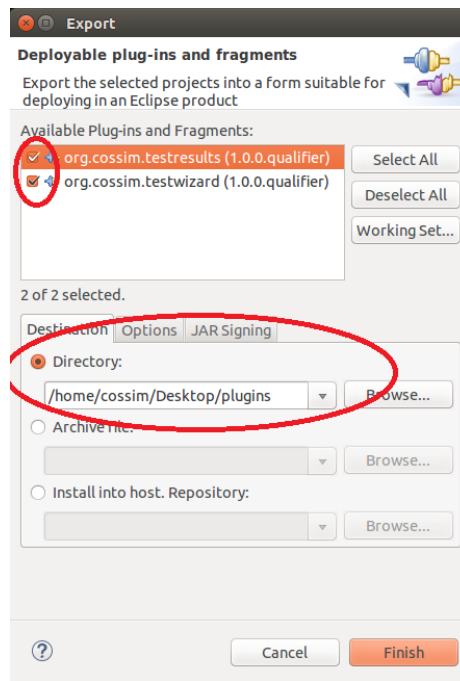 Export
Deployable plug-ins and fragments
Export the selected projects into a form suitable for
deploying in an Eclipse product
Available Plug-ins and Fragments:
org.cossim.testresults (1.0.0.qualifier)
org.cossim.testwizard (1.0.0.qualifier)
Select All
Deselect All
Working Set...
2 of 2 selected.
Destination Options JAR Signing
Directory:
/home/cossim/Desktop/plugins Browse...
Archive file:
Browse...
Install into host. Repository:
Browse...
Cancel Finish